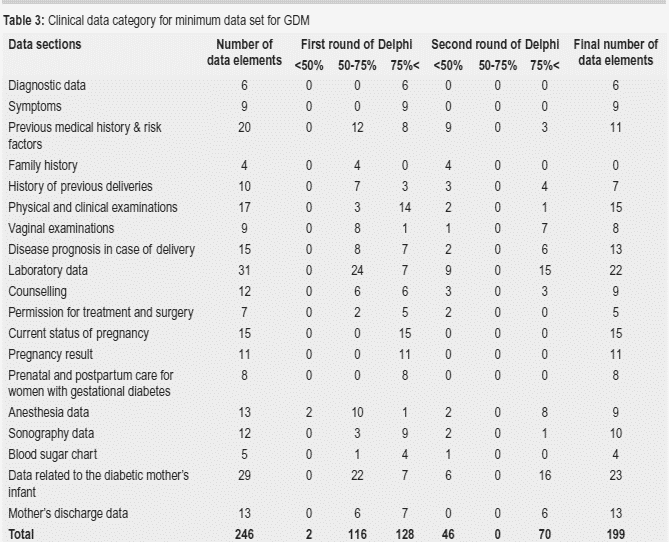 Table 3: Clinical data category for minimum data set for GDM
Data sections Number of data elements First round of Delphi Second round of Delphi Final number of data elements
<50% 50-75% 75%< <50% 50-75% 75%<
Diagnostic data 6 0 0 6 0 0 0 6
Symptoms 9 0 0 9 0 0 0 9
Previous medical history & risk factors 20 0 12 8 9 0 3 11
Family history 4 0 4 0 4 0 0 0
History of previous deliveries 10 0 7 3 3 0 4 7
Physical and clinical examinations 17 0 3 14 2 0 1 15
Vaginal examinations 9 0 8 1 1 0 7 8
Disease prognosis in case of delivery 15 0 8 7 2 0 6 13
Laboratory data 31 0 24 7 9 0 15 22
Counselling 12 0 6 6 3 0 3 9
Permission for treatment and surgery 7 0 2 5 2 0 0 5
Current status of pregnancy 15 0 0 15 0 0 0 15
Pregnancy result 11 0 0 11 0 0 0 11
Prenatal and postpartum care for women with gestational diabetes 8 0 0 8 0 0 0 8
Anesthesia data 13 2 10 1 2 0 8 9
Sonography data 12 0 3 9 2 0 1 10
Blood sugar chart 5 0 1 4 1 0 0 4
Data related to the diabetic mother's infant 29 0 22 7 6 0 16 23
Mother's discharge data 13 0 6 7 0 0 6 13
Total 246 2 116 128 46 0 70 199